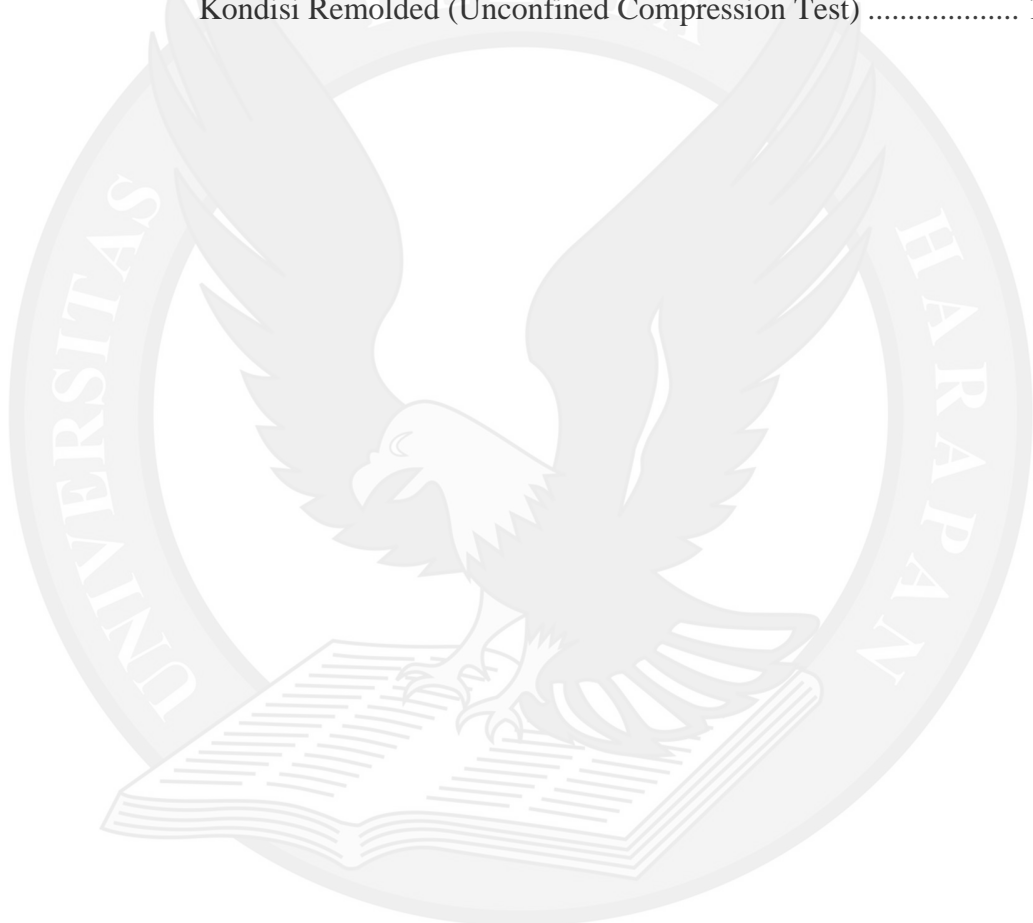 Kondisi Remolded (Unconfined Compression Test) ...................
UNIVERSITAS
HARAPAN